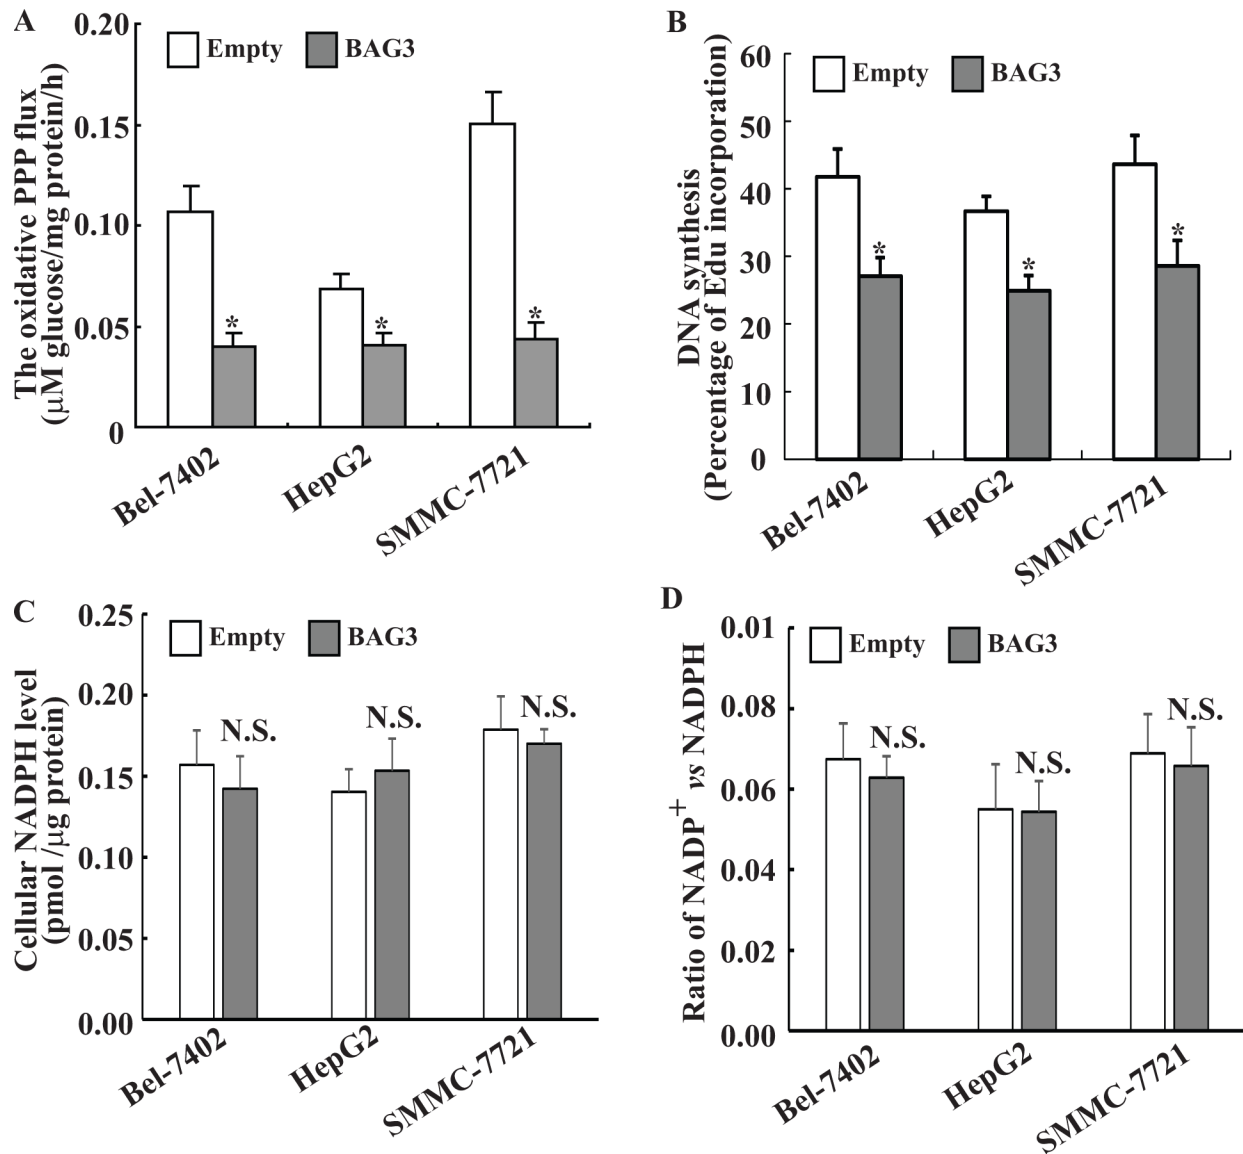 A
Empty BAG3
The oxidative PPP flux
(μM glucose/mg protein/h)
0.20
0.15
0.10
0.05
0
*
*
*
Bel-7402
HepG2
SMMC-7721
B
Empty BAG3
DNA synthesis
(Percentage of Edu incorporation)
60
50
40
30
20
10
0
*
*
*
Bel-7402
HepG2
SMMC-7721
C
Empty BAG3
Cellular NADPH level
(pmol /μg protein)
0.25
0.20
0.15
0.10
0.05
0.00
N.S.
N.S.
N.S.
Bel-7402
HepG2
SMMC-7721
D
Empty BAG3
Ratio of NADP+ vs NADPH
0.01
0.08
0.06
0.04
0.02
0.00
N.S.
N.S.
N.S.
Bel-7402
HepG2
SMMC-7721